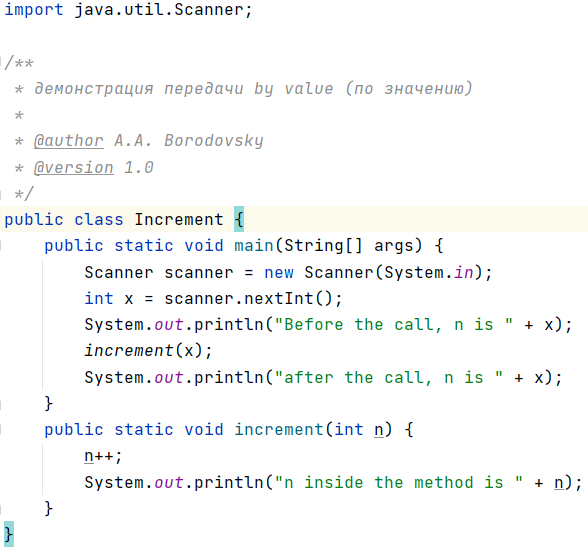 import java.util.Scanner;
/**
 * демонстрация передачи by value (по значению)
 *
 * @author A.A. Borodovsky
 * @version 1.0
 */
public class Increment {
    public static void main(String[] args) {
        Scanner scanner = new Scanner(System.in);
        int x = scanner.nextInt();
        System.out.println("Before the call, n is " + x);
        increment(x);
        System.out.println("after the call, n is " + x);
    }
    public static void increment(int n) {
        n++;
        System.out.println("n inside the method is " + n);
    }
}